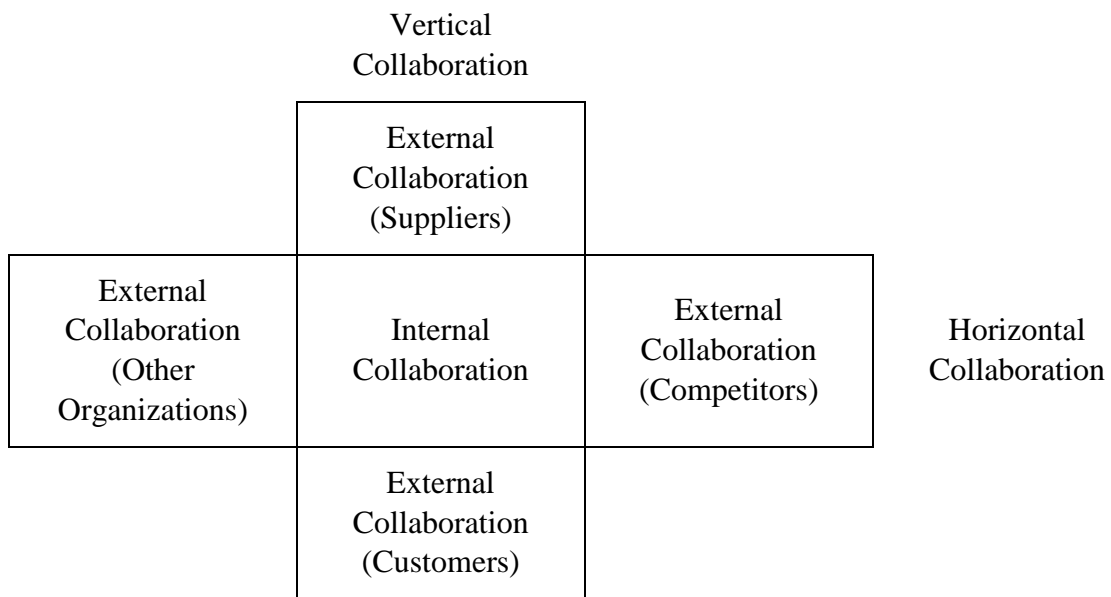 Vertical
Collaboration
External
Collaboration
(Suppliers)
External
Collaboration
(Other
Organizations)
Internal
Collaboration
External
Collaboration
(Competitors)
Horizontal
Collaboration
External
Collaboration
(Customers)